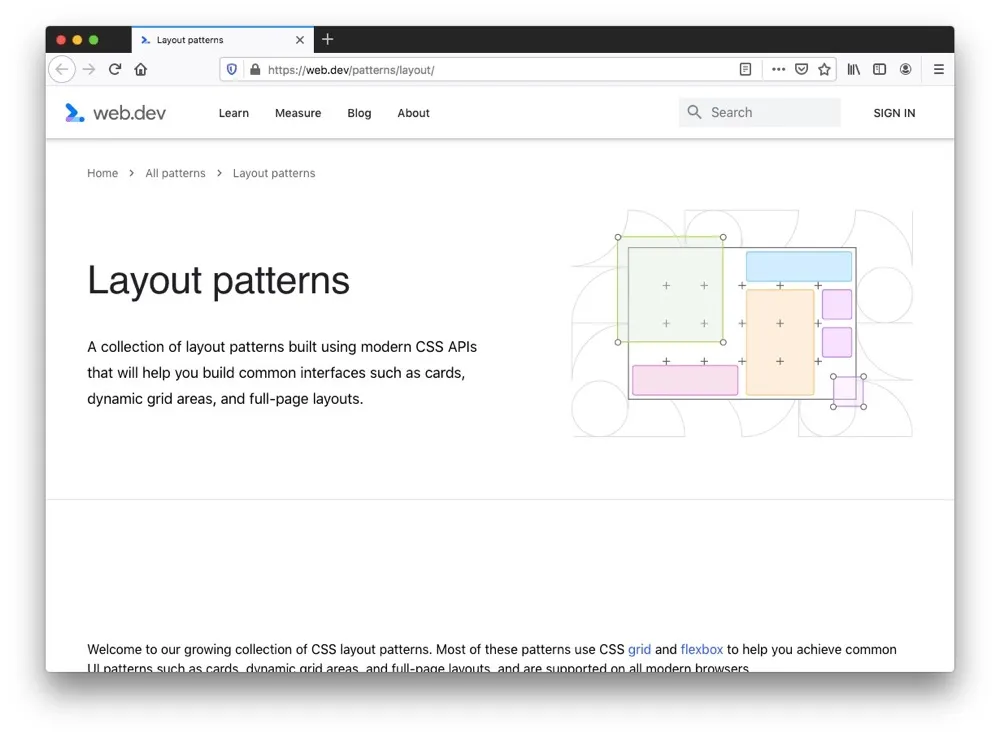 Layout patterns
https://web.dev/patterns/layout/
web.dev Learn Measure Blog About Search SIGN IN
Home > All patterns > Layout patterns
Layout patterns
A collection of layout patterns built using modern CSS APIs
that will help you build common interfaces such as cards,
dynamic grid areas, and full-page layouts.
Welcome to our growing collection of CSS layout patterns. Most of these patterns use CSS grid and flexbox to help you achieve common
UI patterns such as cards, dynamic grid areas, and full-page layouts, and are supported on all modern browsers.